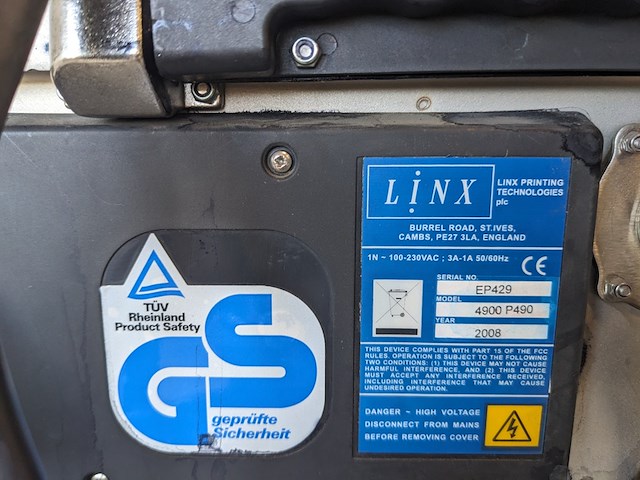 LINX
LINX PRINTING
TECHNOLOGIES
plc
BURREL ROAD, ST.IVES,
CAMBS, PE27 3LA, ENGLAND
1N ~ 100-230VAC ; 3A-1A 50/60Hz
CE
SERIAL NO.
EP429
MODEL
4900 P490
YEAR
2008
THIS DEVICE COMPLIES WITH PART 15 OF THE FCC
RULES. OPERATION IS SUBJECT TO THE FOLLOWING
TWO CONDITIONS: (1) THIS DEVICE MAY NOT CAUSE
HARMFUL INTERFERENCE, AND (2) THIS DEVICE
MUST ACCEPT ANY INTERFERENCE RECEIVED,
INCLUDING INTERFERENCE THAT MAY CAUSE
UNDESIRED OPERATION.
DANGER ~ HIGH VOLTAGE
DISCONNECT FROM MAINS
BEFORE REMOVING COVER
TÜV
Rheinland
Product Safety
GS
geprüfte
Sicherheit